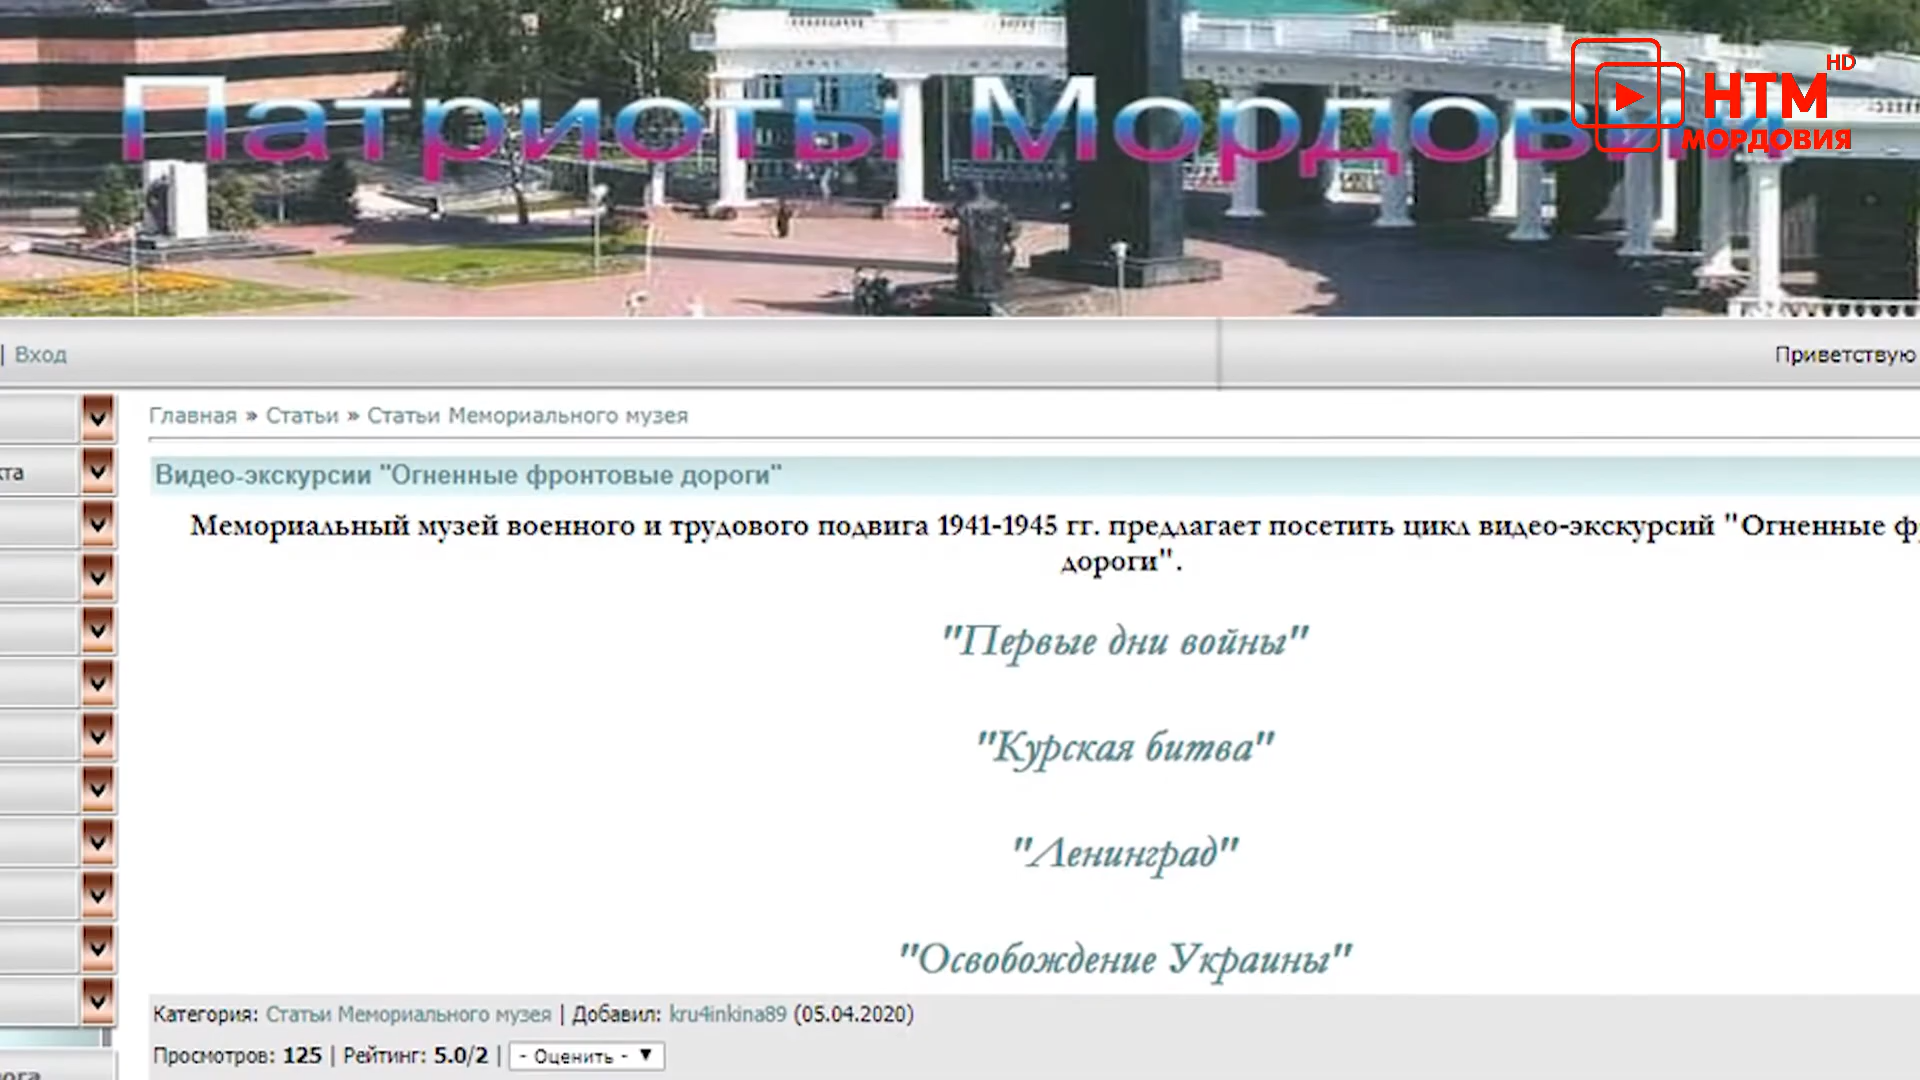 Патриоты Мордовии
HD
НТМ
МОРДОВИЯ
| Вход
Приветствую
Главная » Статьи » Статьи Мемориального музея
Видео-экскурсии "Огненные фронтовые дороги"
кта
Мемориальный музей военного и трудового подвига 1941-1945 гг. предлагает посетить цикл видео-экскурсий "Огненные ф
дороги".
"Первые дни войны"
"Курская битва"
"Ленинград"
"Освобождение Украины"
Категория: Статьи Мемориального музея | Добавил: kru4inkina89 (05.04.2020)
Просмотров: 125 | Рейтинг: 5.0/2 | - Оценить -